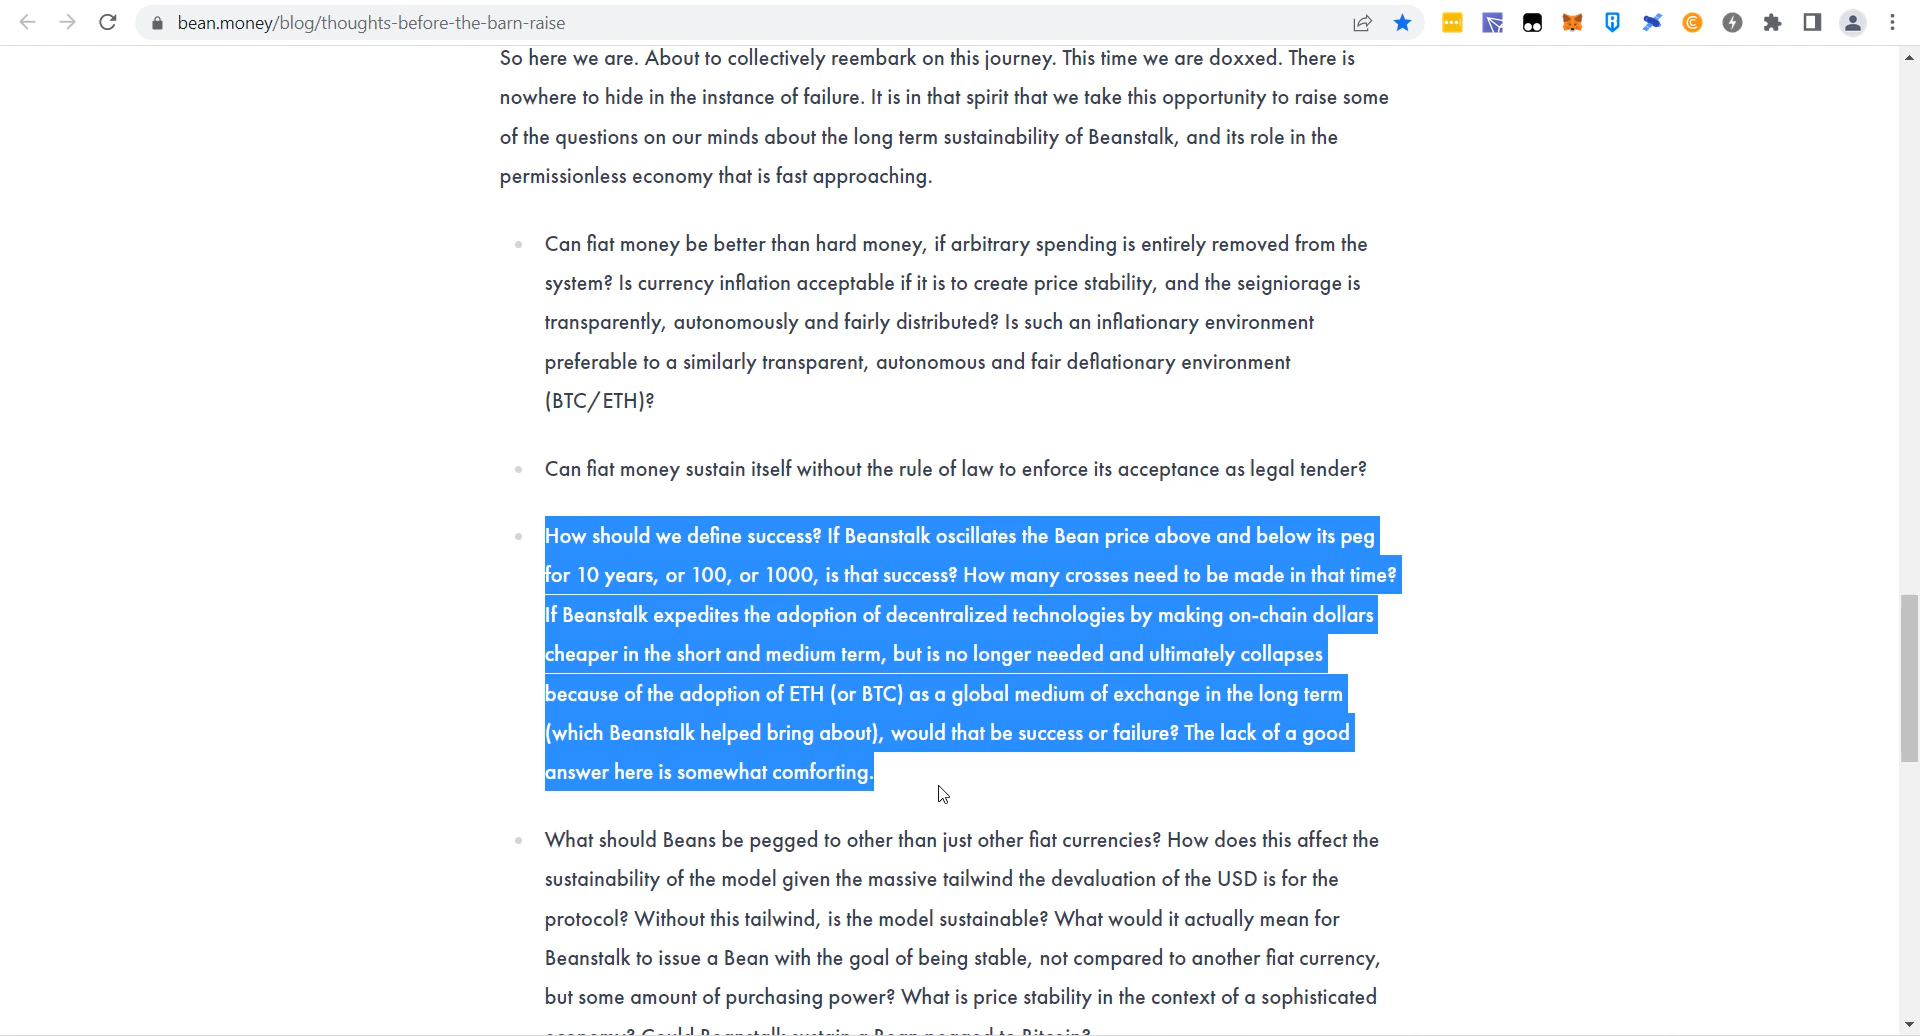 bean.money/blog/thoughts-before-the-barn-raise
So here we are. About to collectively reembark on this journey. This time we are doxxed. There is
nowhere to hide in the instance of failure. It is in that spirit that we take this opportunity to raise some
of the questions on our minds about the long term sustainability of Beanstalk, and its role in the
permissionless economy that is fast approaching.
Can fiat money be better than hard money, if arbitrary spending is entirely removed from the
system? Is currency inflation acceptable if it is to create price stability, and the seigniorage is
transparently, autonomously and fairly distributed? Is such an inflationary environment
preferable to a similarly transparent, autonomous and fair deflationary environment
(BTC/ETH)?
Can fiat money sustain itself without the rule of law to enforce its acceptance as legal tender?
How should we define success? If Beanstalk oscillates the Bean price above and below its peg
for 10 years, or 100, or 1000, is that success? How many crosses need to be made in that time?
If Beanstalk expedites the adoption of decentralized technologies by making on-chain dollars
cheaper in the short and medium term, but is no longer needed and ultimately collapses
because of the adoption of ETH (or BTC) as a global medium of exchange in the long term
(which Beanstalk helped bring about), would that be success or failure? The lack of a good
answer here is somewhat comforting.
What should Beans be pegged to other than just other fiat currencies? How does this affect the
sustainability of the model given the massive tailwind the devaluation of the USD is for the
protocol? Without this tailwind, is the model sustainable? What would it actually mean for
Beanstalk to issue a Bean with the goal of being stable, not compared to another fiat currency,
but some amount of purchasing power? What is price stability in the context of a sophisticated
economy? Could Beanstalk sustain a Bean pegged to Bitcoin?